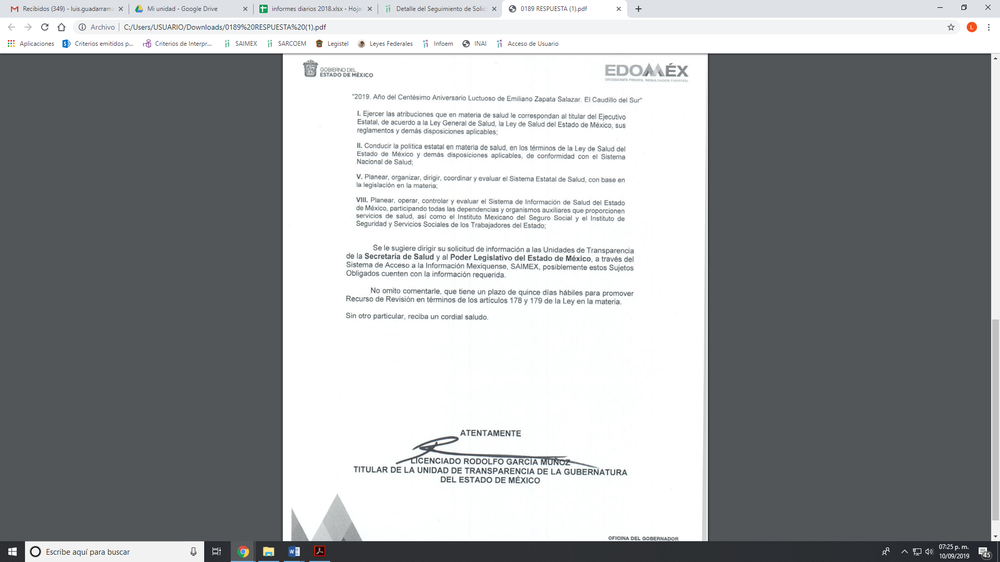 Recibidos (349) - luis.guadarrama
Mi unidad - Google Drive
informes diarios 2018.xlsx - Hojas
Detalle del Seguimiento de Solici
0189 RESPUESTA (1).pdf
Archivo
C:/Users/USUARIO/Downloads/0189%20RESPUESTA%20(1).pdf
L
Aplicaciones
Criterios emitidos p...
Criterios de Interpr...
SAIMEX
SARCOEM
Legistel
Leyes Federales
Infoem
INAI
Acceso de Usuario
GOBIERNO DEL
ESTADO DE MÉXICO
EDOMÉX
DECISIONES FIRMES, RESULTADOS FUERTES.
"2019. Año del Centésimo Aniversario Luctuoso de Emiliano Zapata Salazar. El Caudillo del Sur"
I. Ejercer las atribuciones que en materia de salud le correspondan al titular del Ejecutivo
Estatal, de acuerdo a la Ley General de Salud, la Ley de Salud del Estado de México, sus
reglamentos y demás disposiciones aplicables;
II. Conducir la política estatal en materia de salud, en los términos de la Ley de Salud del
Estado de México y demás disposiciones aplicables, de conformidad con el Sistema
Nacional de Salud;
V. Planear, organizar, dirigir, coordinar y evaluar el Sistema Estatal de Salud, con base en
la legislación en la materia;
VIII. Planear, operar, controlar y evaluar el Sistema de Información de Salud del Estado
de México, participando todas las dependencias y organismos auxiliares que proporcionen
servicios de salud, así como el Instituto Mexicano del Seguro Social y el Instituto de
Seguridad y Servicios Sociales de los Trabajadores del Estado;
Se le sugiere dirigir su solicitud de información a las Unidades de Transparencia
de la Secretaría de Salud y al Poder Legislativo del Estado de México, a través del
Sistema de Acceso a la Información Mexiquense, SAIMEX, posiblemente estos Sujetos
Obligados cuenten con la información requerida.
No omito comentarle, que tiene un plazo de quince días hábiles para promover
Recurso de Revisión en términos de los artículos 178 y 179 de la Ley en la materia.
Sin otro particular, reciba un cordial saludo.
ATENTAMENTE
LICENCIADO RODOLFO GARCÍA MUÑOZ
TITULAR DE LA UNIDAD DE TRANSPARENCIA DE LA GUBERNATURA
DEL ESTADO DE MÉXICO
OFICINA DEL GOBERNADOR
Escribe aquí para buscar
07:25 p. m.
10/09/2019
45